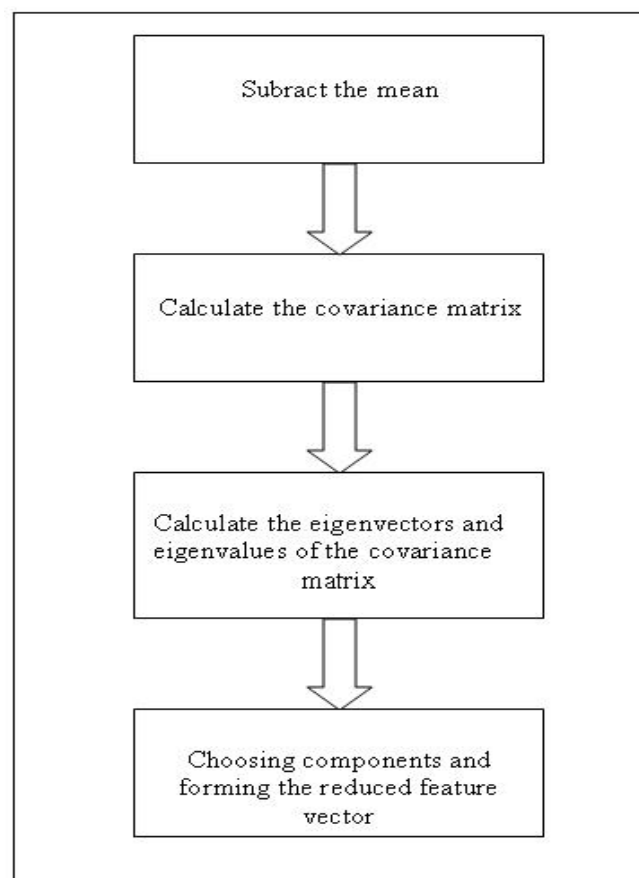 Subract the mean
Calculate the covariance matrix
Calculate the eigenvectors and
eigenvalues of the covariance
matrix
Choosing components and
forming the reduced feature
vector